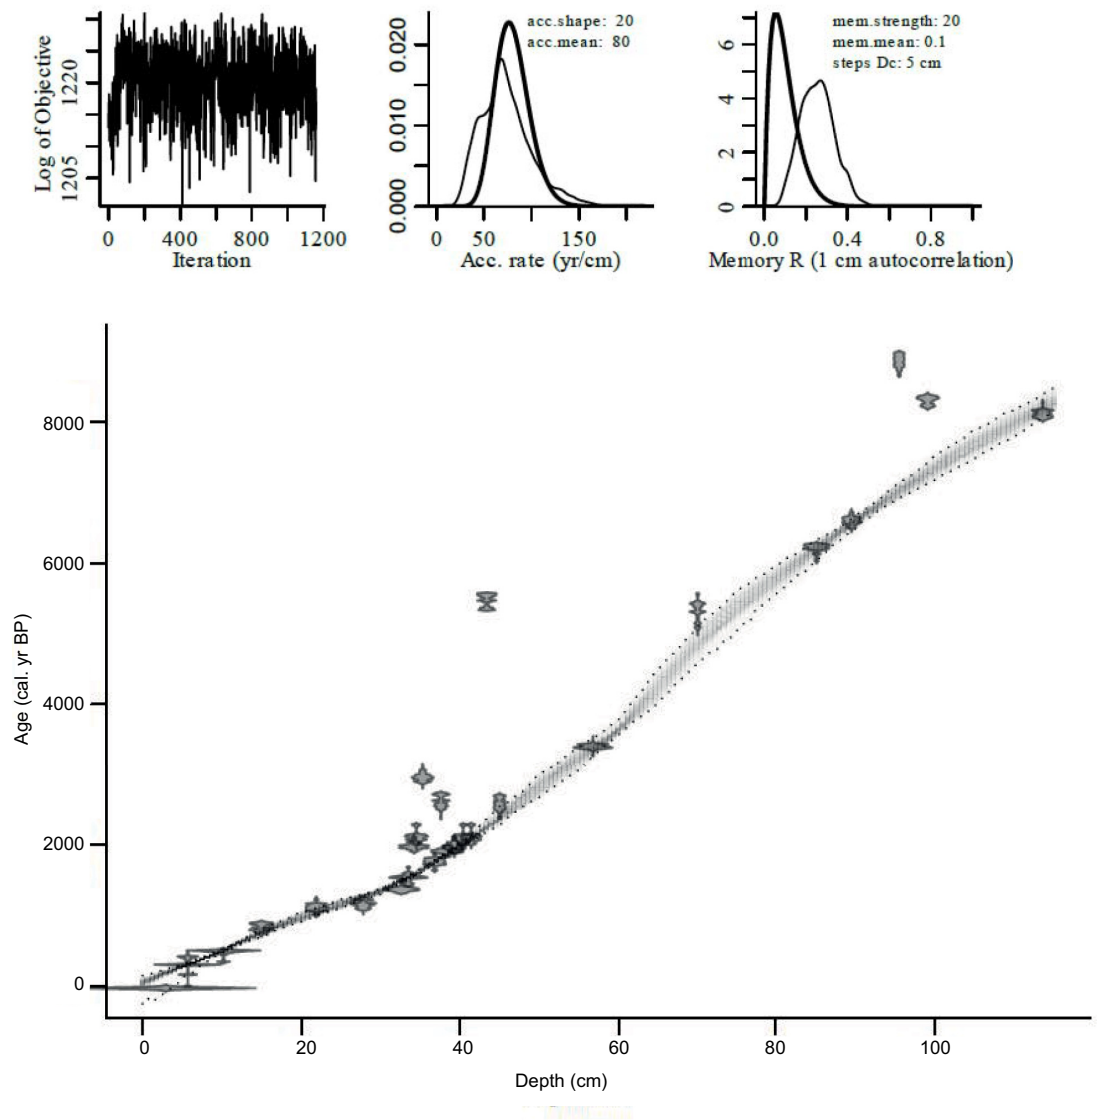 Log of Objective
1220
1205
0 400 800 1200
Iteration
acc.shape: 20
acc.mean: 80
0.020
0.010
0.000
0 50 150
Acc. rate (yr/cm)
mem.strength: 20
mem.mean: 0.1
steps Dc: 5 cm
6
4
2
0
0.0 0.4 0.8
Memory R (1 cm autocorrelation)
Age (cal. yr BP)
8000
6000
4000
2000
0
0 20 40 60 80 100
Depth (cm)